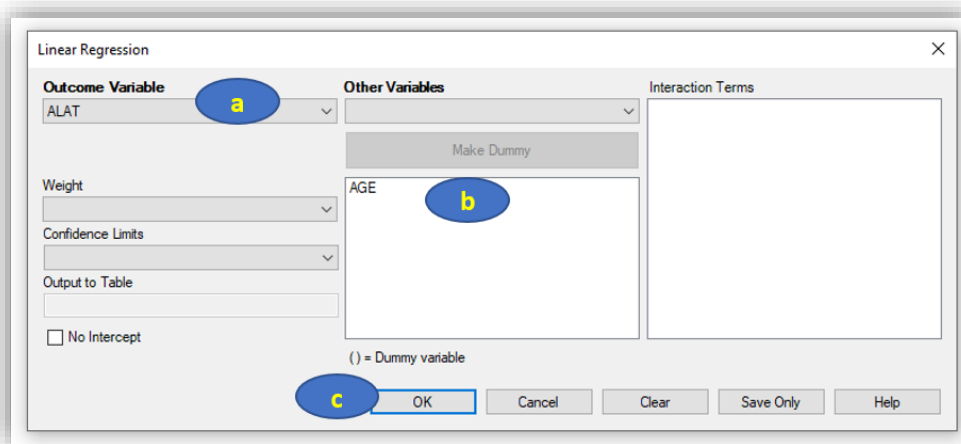 Linear Regression
Outcome Variable
a
ALAT
Other Variables
Interaction Terms
Make Dummy
Weight
Confidence Limits
Output to Table
No Intercept
AGE
b
( ) = Dummy variable
c
OK
Cancel
Clear
Save Only
Help